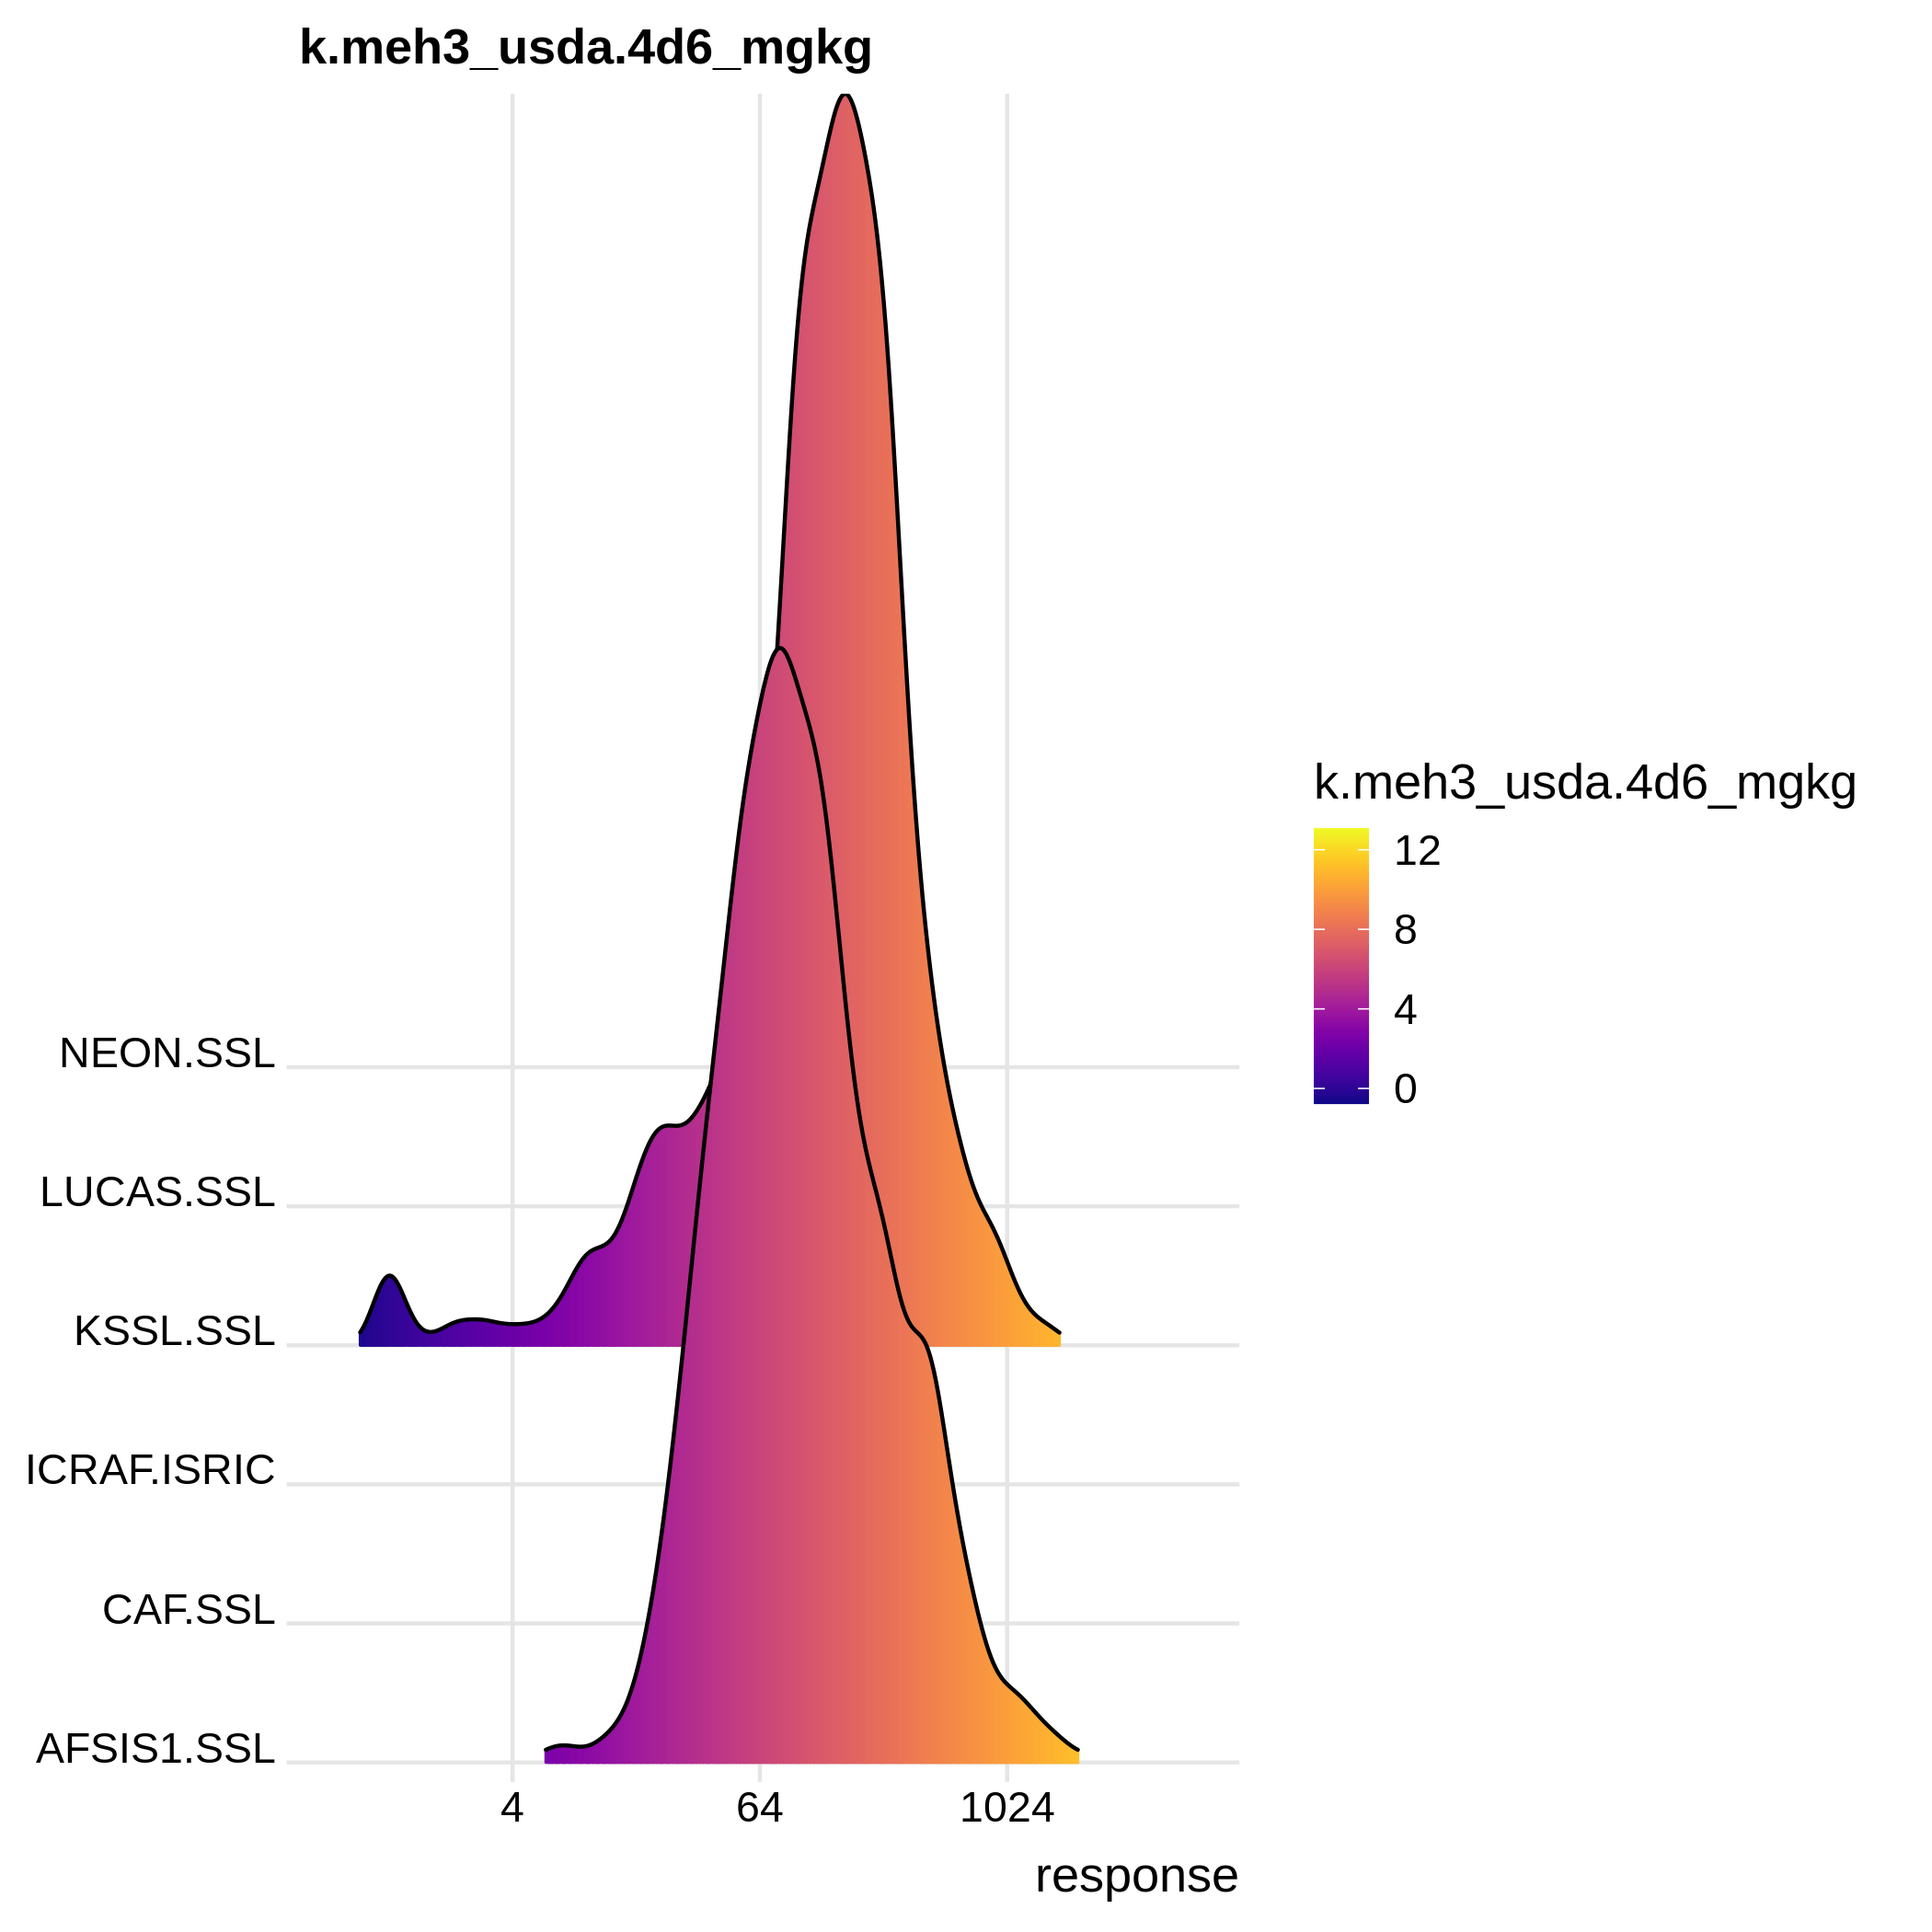 k.meh3_usda.4d6_mgkg
k.meh3_usda.4d6_mgkg
12
8
4
0
NEON.SSL
LUCAS.SSL
KSSL.SSL
ICRAF.ISRIC
CAF.SSL
AFSIS1.SSL
4 64 1024
response